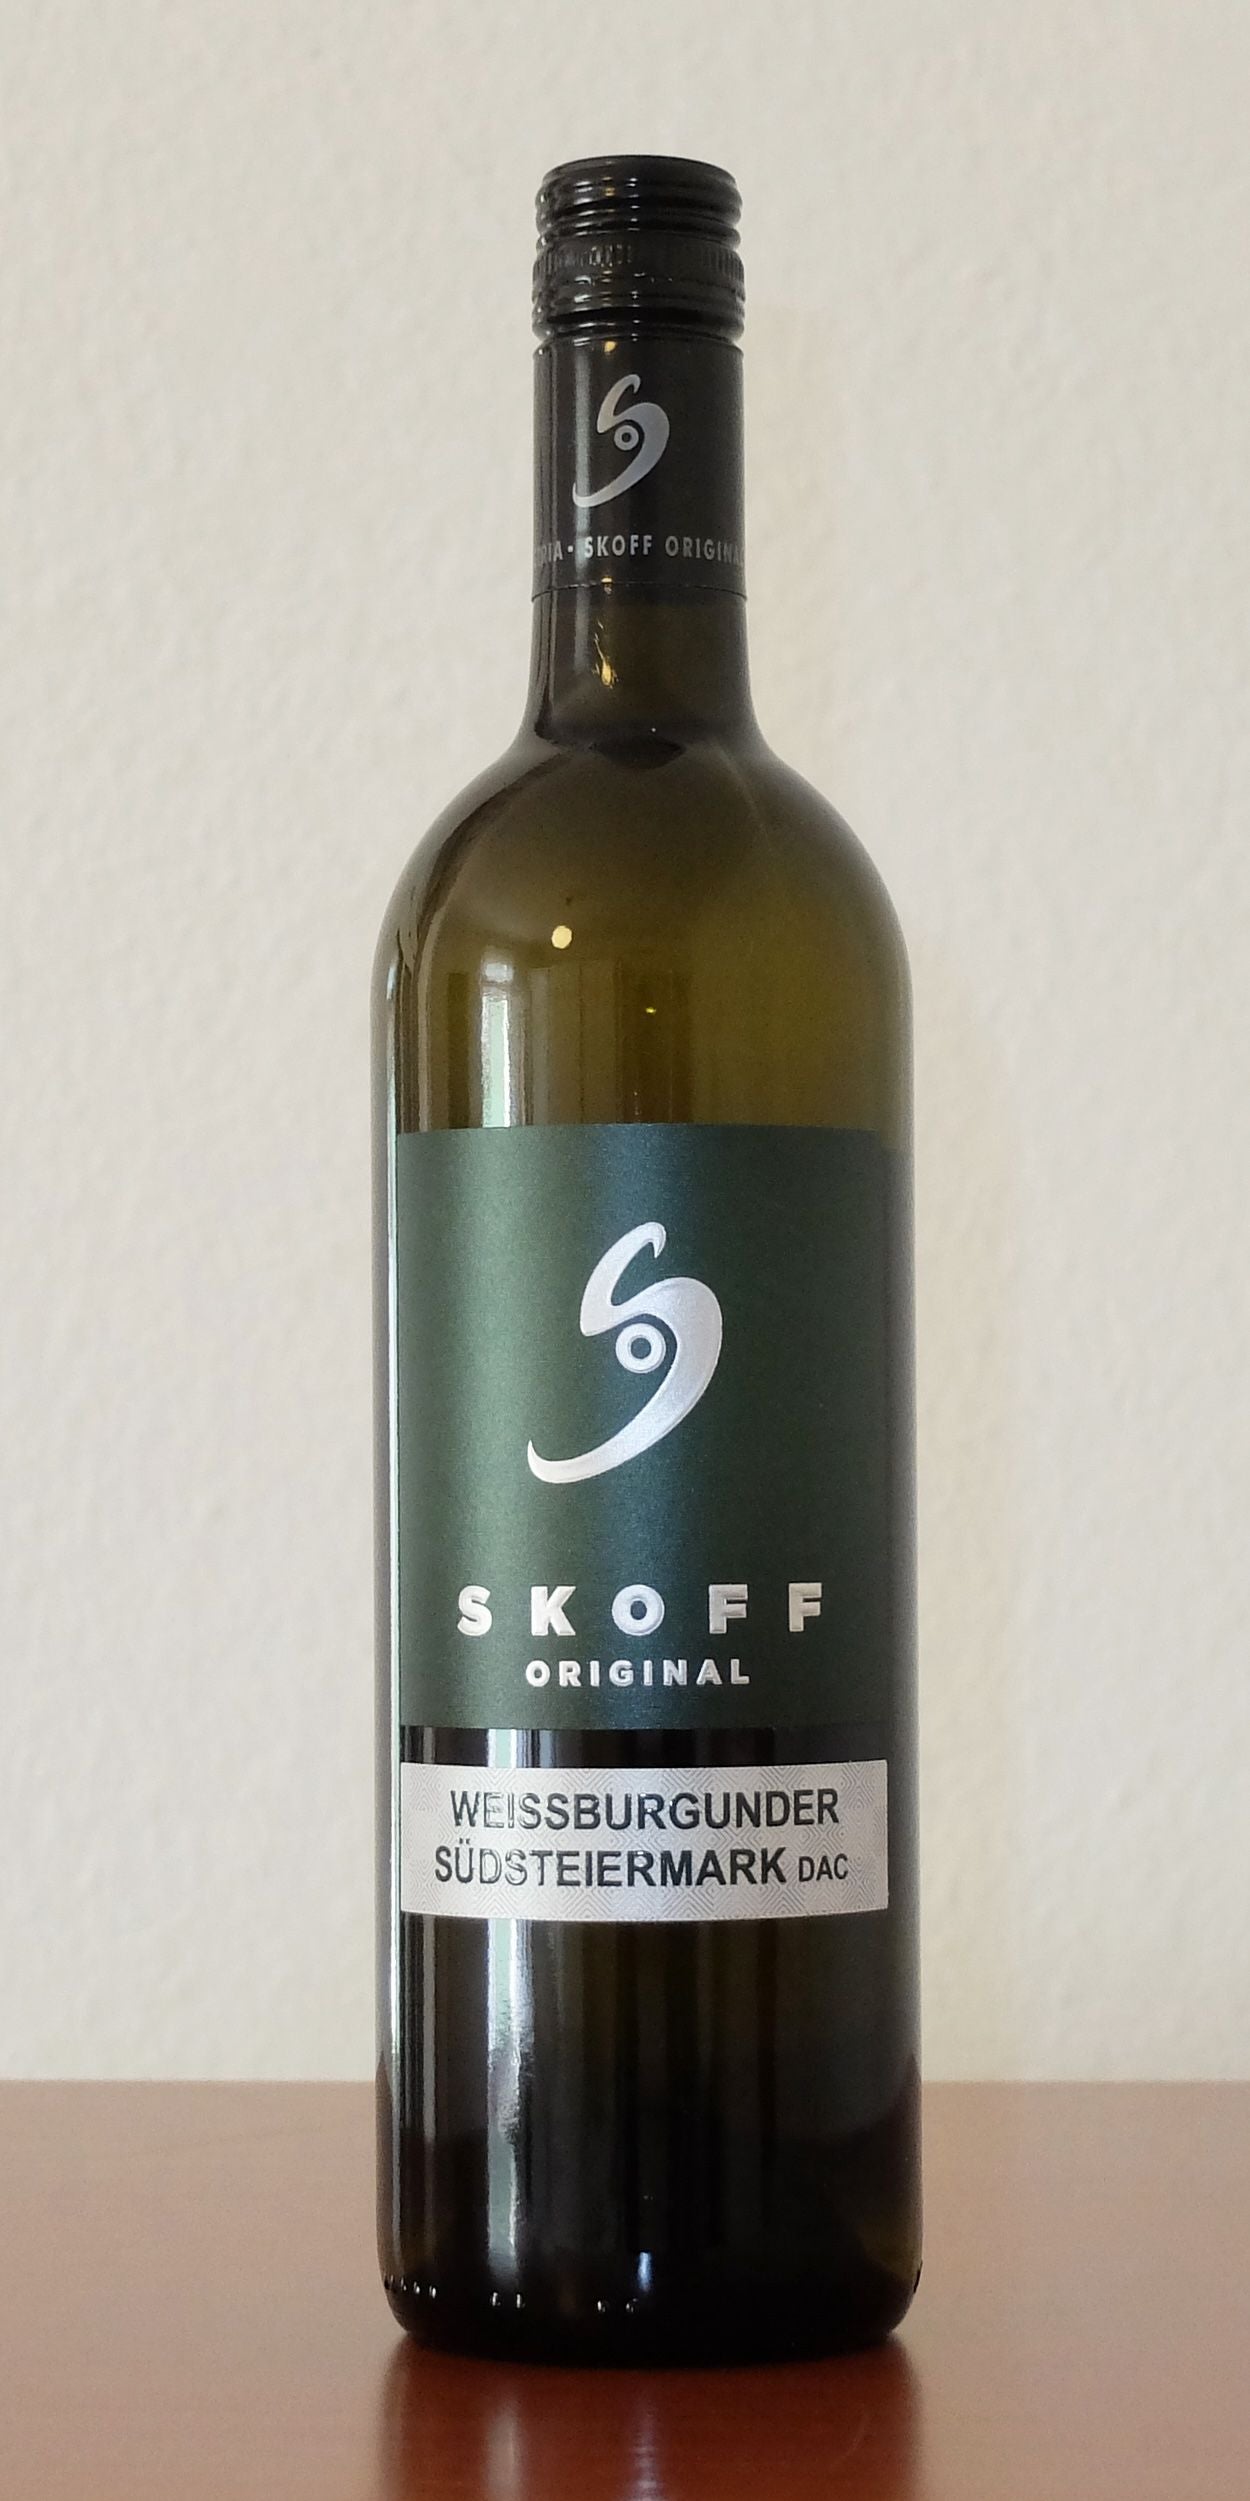 SKOFF ORIGINAL
SKOFF
ORIGINAL
WEISSBURGUNDER
SÜDSTEIERMARK DAC